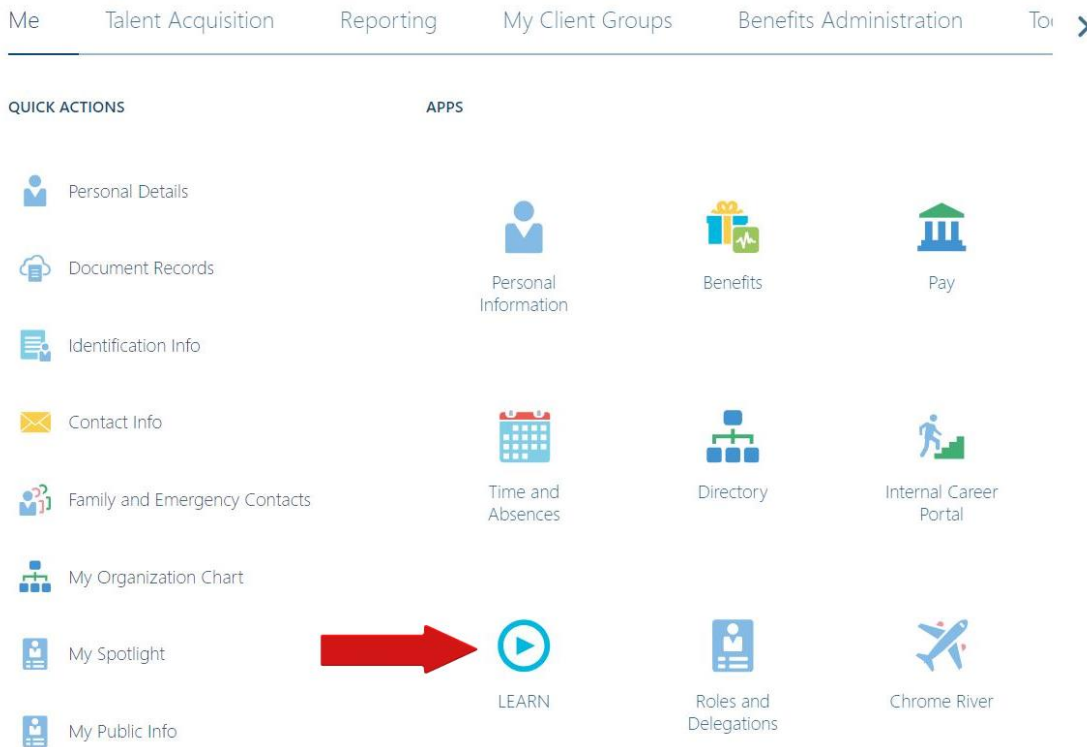 Me Talent Acquisition Reporting My Client Groups Benefits Administration
QUICK ACTIONS
Personal Details
Document Records
Identification Info
Contact Info
Family and Emergency Contacts
My Organization Chart
My Spotlight
My Public Info
APPS
Personal
Information
Benefits
Pay
Time and
Absences
Directory
Internal Career
Portal
LEARN
Roles and
Delegations
Chrome River